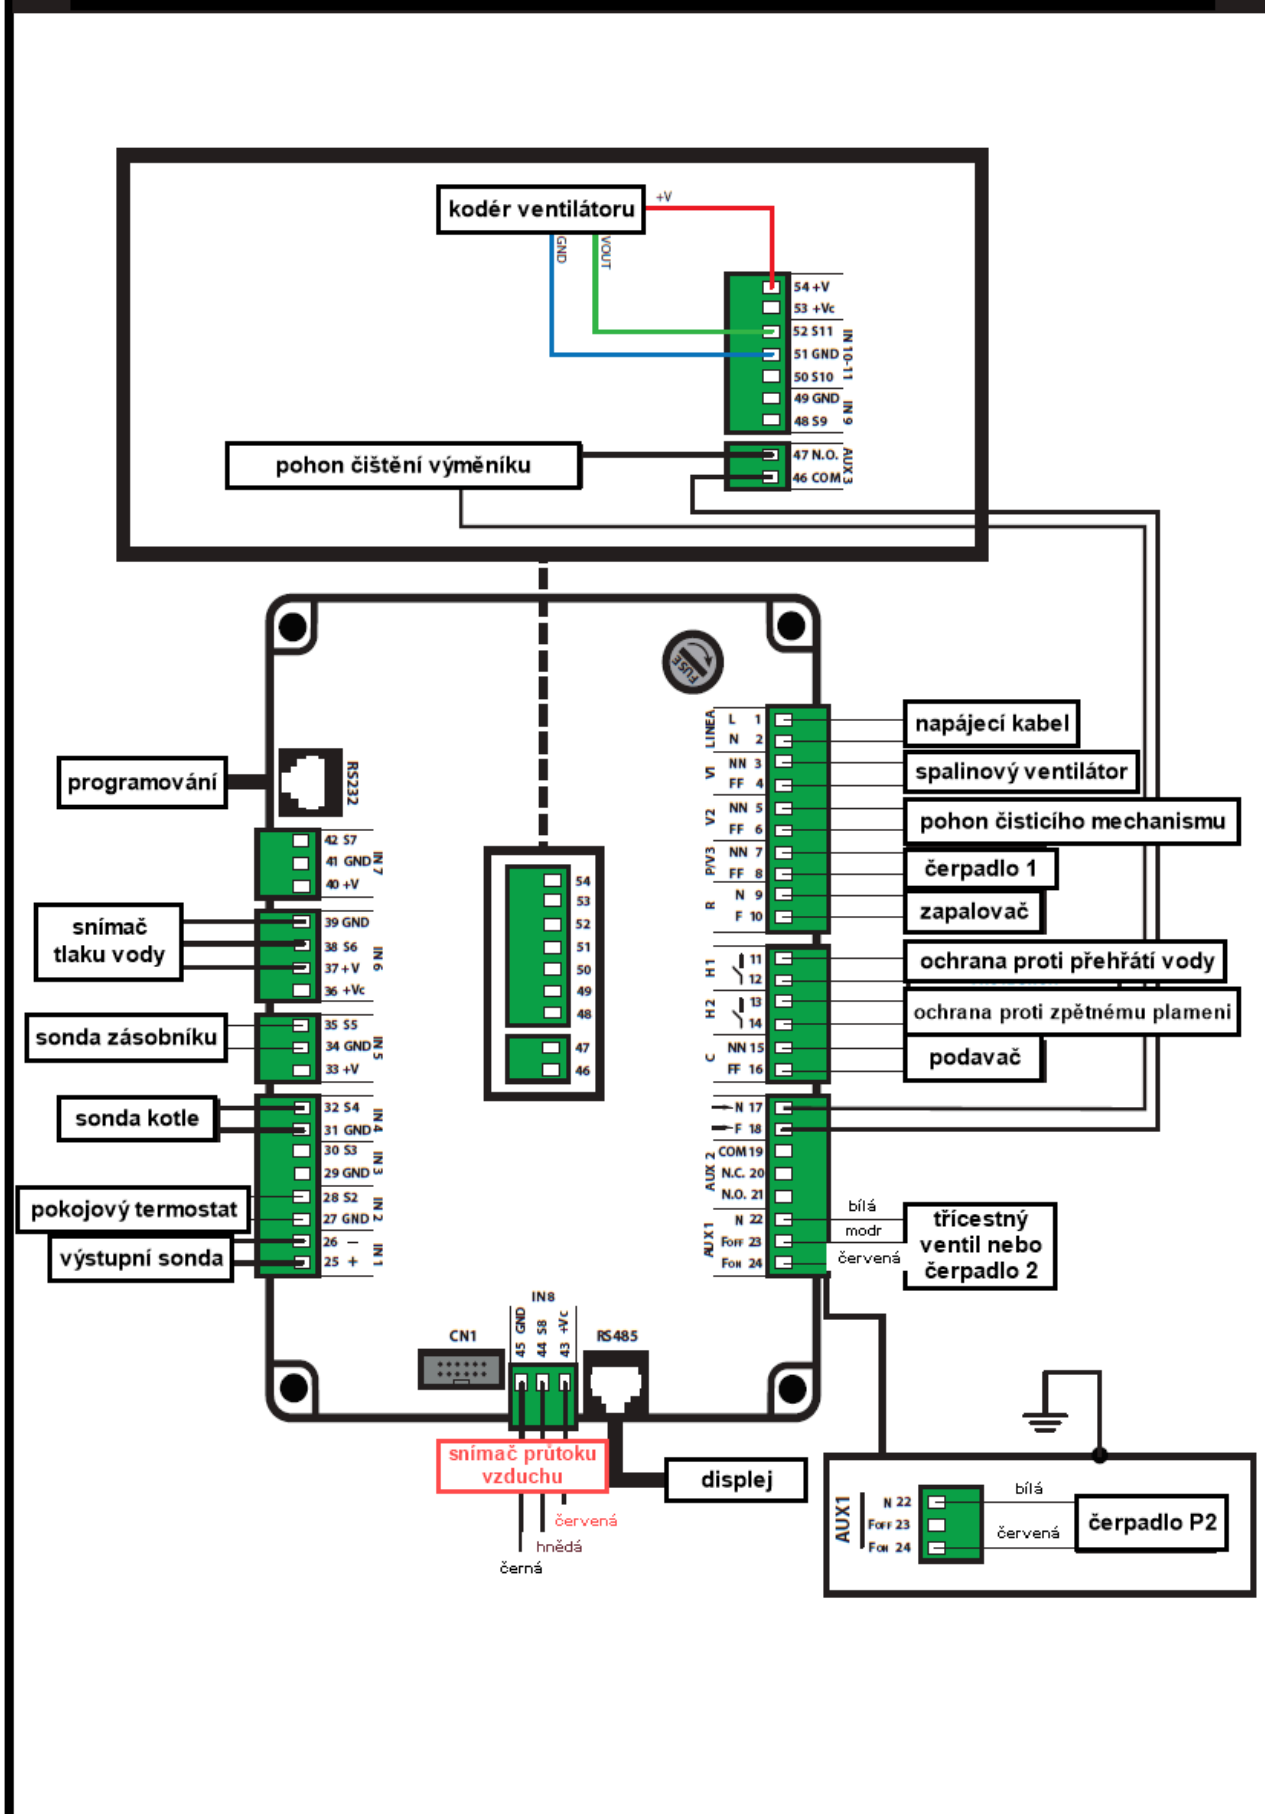 kodér ventilátoru
+V
GND
VOUT
54 +V
53 +Vc
52 S11
51 GND
50 S10
49 GND
48 S9
IN 10-11
IN 9
pohon čištění výměníku
47 N.O.
46 COM
AUX 3
FUSE
programování
RS232
42 S7
41 GND
40 +V
IN 7
snímač
tlaku vody
39 GND
38 S6
37 +V
36 +Vc
IN 6
sonda zásobníku
35 S5
34 GND
33 +V
IN 5
sonda kotle
32 S4
31 GND
IN 4
30 S3
29 GND
IN 3
pokojový termostat
28 S2
27 GND
IN 2
výstupní sonda
26 –
25 +
IN 1
54
53
52
51
50
49
48
47
46
LINEA
L 1
N 2
napájecí kabel
V1
NN 3
FF 4
spalinový ventilátor
V2
NN 5
FF 6
pohon čisticího mechanismu
P/V3
NN 7
FF 8
čerpadlo 1
R
N 9
F 10
zapalovač
H1
11
12
ochrana proti přehřátí vody
H2
13
14
ochrana proti zpětnému plameni
C
NN 15
FF 16
podavač
N 17
F 18
AUX 2
COM 19
N.C. 20
N.O. 21
AUX1
N 22
FOFF 23
FON 24
bílá
modr
červená
třícestný
ventil nebo
čerpadlo 2
CN1
IN8
45 GND
44 S8
43 +Vc
RS485
snímač průtoku
vzduchu
displej
červená
hnědá
černá
AUX1
N 22
FOFF 23
FON 24
bílá
červená
čerpadlo P2